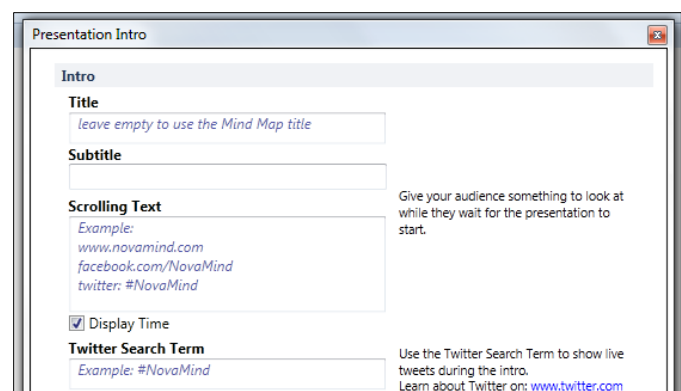 Presentation Intro
Intro
Title
leave empty to use the Mind Map title
Subtitle
Scrolling Text
Example:
www.novamind.com
facebook.com/NovaMind
twitter: #NovaMind
Give your audience something to look at
while they wait for the presentation to
start.
Display Time
Twitter Search Term
Example: #NovaMind
Use the Twitter Search Term to show live
tweets during the intro.
Learn about Twitter on: www.twitter.com